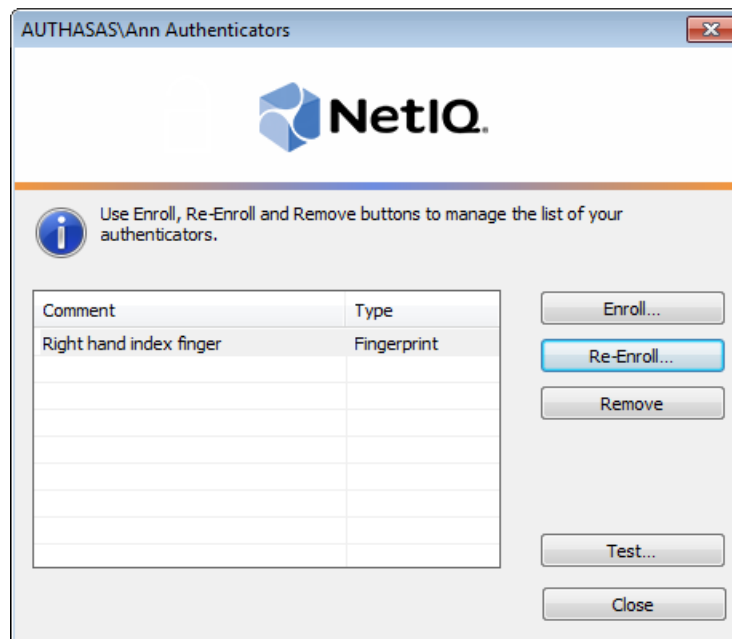 AUTHASAS\Ann Authenticators
NetIQ.
Use Enroll, Re-Enroll and Remove buttons to manage the list of your
authenticators.
Comment Type
Right hand index finger Fingerprint
Enroll...
Re-Enroll...
Remove
Test...
Close